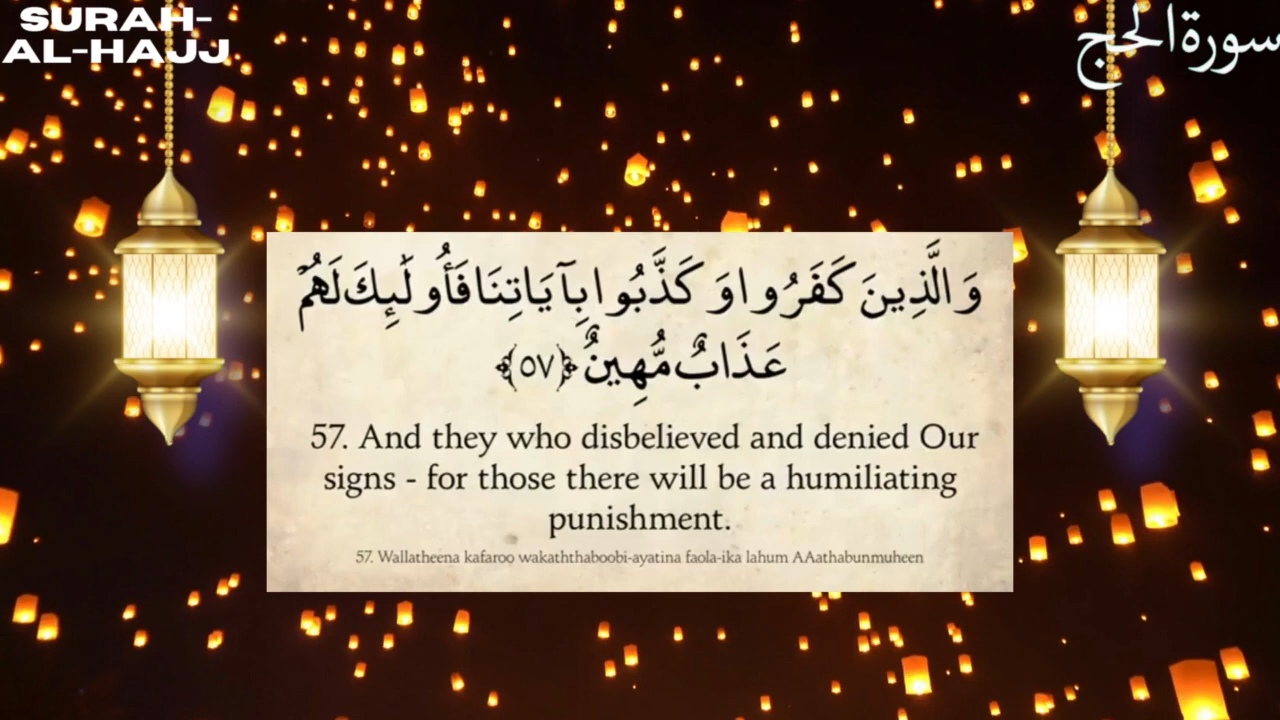 SURAH-
AL-HAJJ
سورة الحج
وَالَّذِينَ كَفَرُوا وَكَذَّبُوا بِآيَاتِنَا فَأُولَٰئِكَ لَهُمْ
عَذَابٌ مُّهِينٌ ﴿٥٧﴾
57. And they who disbelieved and denied Our
signs - for those there will be a humiliating
punishment.
57. Wallatheena kafaroo wakaththaboobi-ayatina faola-ika lahum AAathabunmuheen